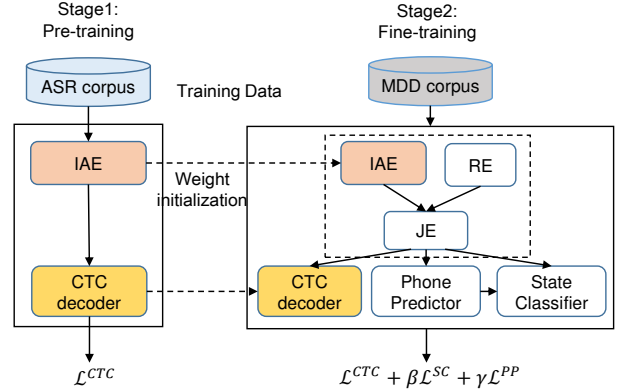 Stage1:
Pre-training
Stage2:
Fine-training
ASR corpus
Training Data
MDD corpus
IAE
Weight
initialization
IAE
RE
JE
CTC
decoder
CTC
decoder
Phone
Predictor
State
Classifier
ℒ^{CTC}
ℒ^{CTC} + βℒ^{SC} + γℒ^{PP}